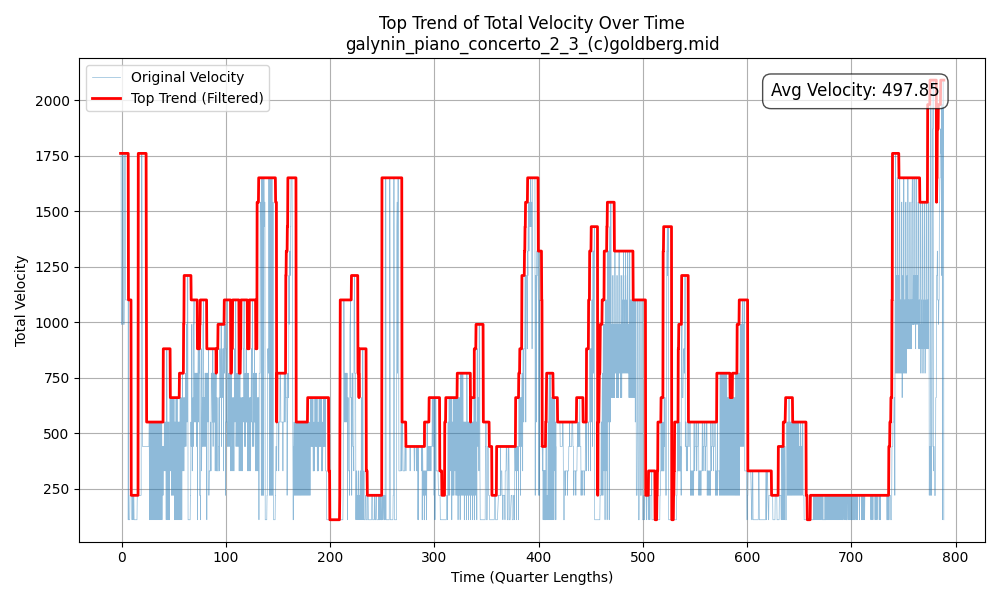 Top Trend of Total Velocity Over Time
galynin_piano_concerto_2_3_(c)goldberg.mid
Original Velocity
Top Trend (Filtered)
Avg Velocity: 497.85
Total Velocity
2000
1750
1500
1250
1000
750
500
250
0 100 200 300 400 500 600 700 800
Time (Quarter Lengths)